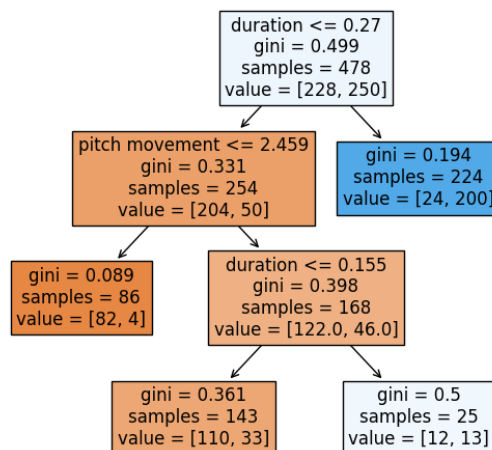 duration <= 0.27
gini = 0.499
samples = 478
value = [228, 250]
pitch movement <= 2.459
gini = 0.331
samples = 254
value = [204, 50]
gini = 0.194
samples = 224
value = [24, 200]
gini = 0.089
samples = 86
value = [82, 4]
duration <= 0.155
gini = 0.398
samples = 168
value = [122.0, 46.0]
gini = 0.361
samples = 143
value = [110, 33]
gini = 0.5
samples = 25
value = [12, 13]